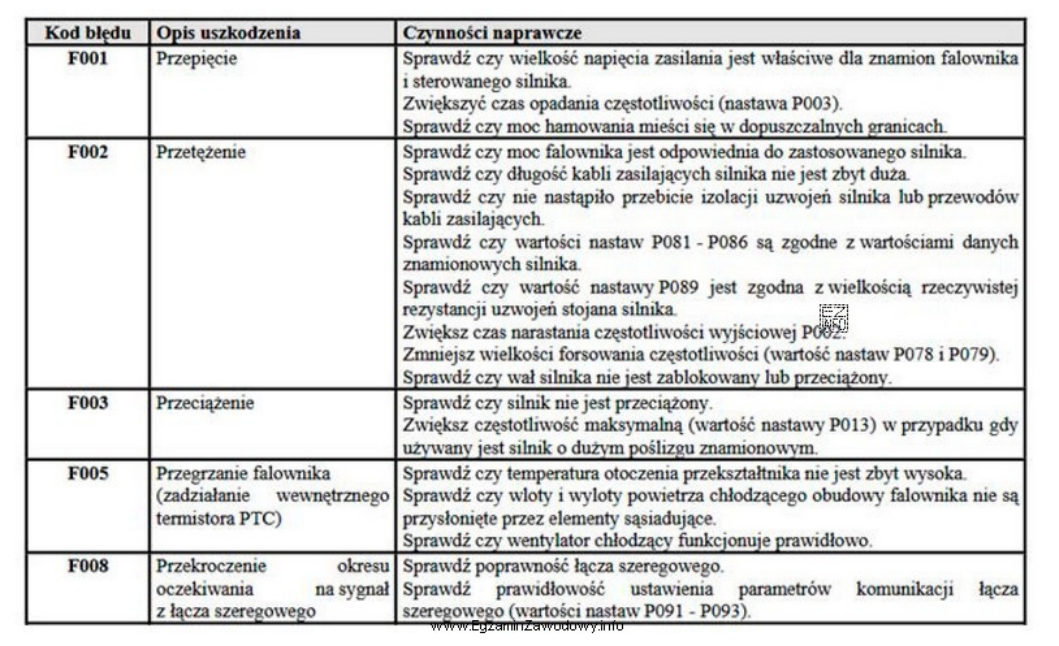 Kod błędu Opis uszkodzenia Czynności naprawcze
F001 Przepięcie Sprawdź czy wielkość napięcia zasilania jest właściwe dla znamion falownika
i sterowanego silnika.
Zwiększyć czas opadania częstotliwości (nastawa P003).
Sprawdź czy moc hamowania mieści się w dopuszczalnych granicach.
F002 Przetężenie Sprawdź czy moc falownika jest odpowiednia do zastosowanego silnika.
Sprawdź czy długość kabli zasilających silnika nie jest zbyt duża.
Sprawdź czy nie nastąpiło przebicie izolacji uzwojeń silnika lub przewodów
kabli zasilających.
Sprawdź czy wartości nastaw P081 - P086 są zgodne z wartościami danych
znamionowych silnika.
Sprawdź czy wartość nastawy P089 jest zgodna z wielkością rzeczywistej
rezystancji uzwojeń stojana silnika.
Zwiększ czas narastania częstotliwości wyjściowej P002.
Zmniejsz wielkości forsowania częstotliwości (wartość nastaw P078 i P079).
Sprawdź czy wał silnika nie jest zablokowany lub przeciążony.
F003 Przeciążenie Sprawdź czy silnik nie jest przeciążony.
Zwiększ częstotliwość maksymalną (wartość nastawy P013) w przypadku gdy
używany jest silnik o dużym poślizgu znamionowym.
F005 Przegrzanie falownika Sprawdź czy temperatura otoczenia przekształtnika nie jest zbyt wysoka.
(zadziałanie wewnętrznego Sprawdź czy wloty i wyloty powietrza chłodzącego obudowy falownika nie są
termistora PTC) przysłonięte przez elementy sąsiadujące.
Sprawdź czy wentylator chłodzący funkcjonuje prawidłowo.
F008 Przekroczenie okresu Sprawdź poprawność łącza szeregowego.
oczekiwania na sygnał Sprawdź prawidłowość ustawienia parametrów komunikacji łącza
z łącza szeregowego szeregowego (wartości nastaw P091 - P093).
www.EgzaminZawodowy.info
EZ
INFO